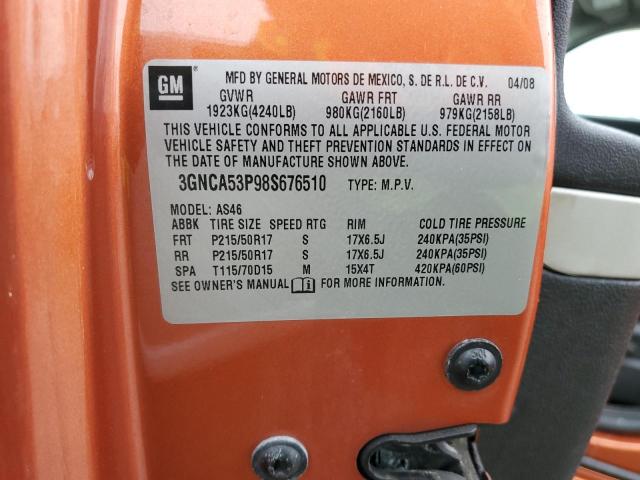 GM
MFD BY GENERAL MOTORS DE MEXICO, S. DE R.L. DE C.V. 04/08
GVWR GAWR FRT GAWR RR
1923KG(4240LB) 980KG(2160LB) 979KG(2158LB)
THIS VEHICLE CONFORMS TO ALL APPLICABLE U.S. FEDERAL MOTOR
VEHICLE SAFETY AND THEFT PREVENTION STANDARDS IN EFFECT ON
THE DATE OF MANUFACTURE SHOWN ABOVE.
3GNCA53P98S676510 TYPE: M.P.V.
MODEL: AS46
ABBK TIRE SIZE SPEED RTG RIM COLD TIRE PRESSURE
FRT P215/50R17 S 17X6.5J 240KPA(35PSI)
RR P215/50R17 S 17X6.5J 240KPA(35PSI)
SPA T115/70D15 M 15X4T 420KPA(60PSI)
SEE OWNER'S MANUAL FOR MORE INFORMATION.